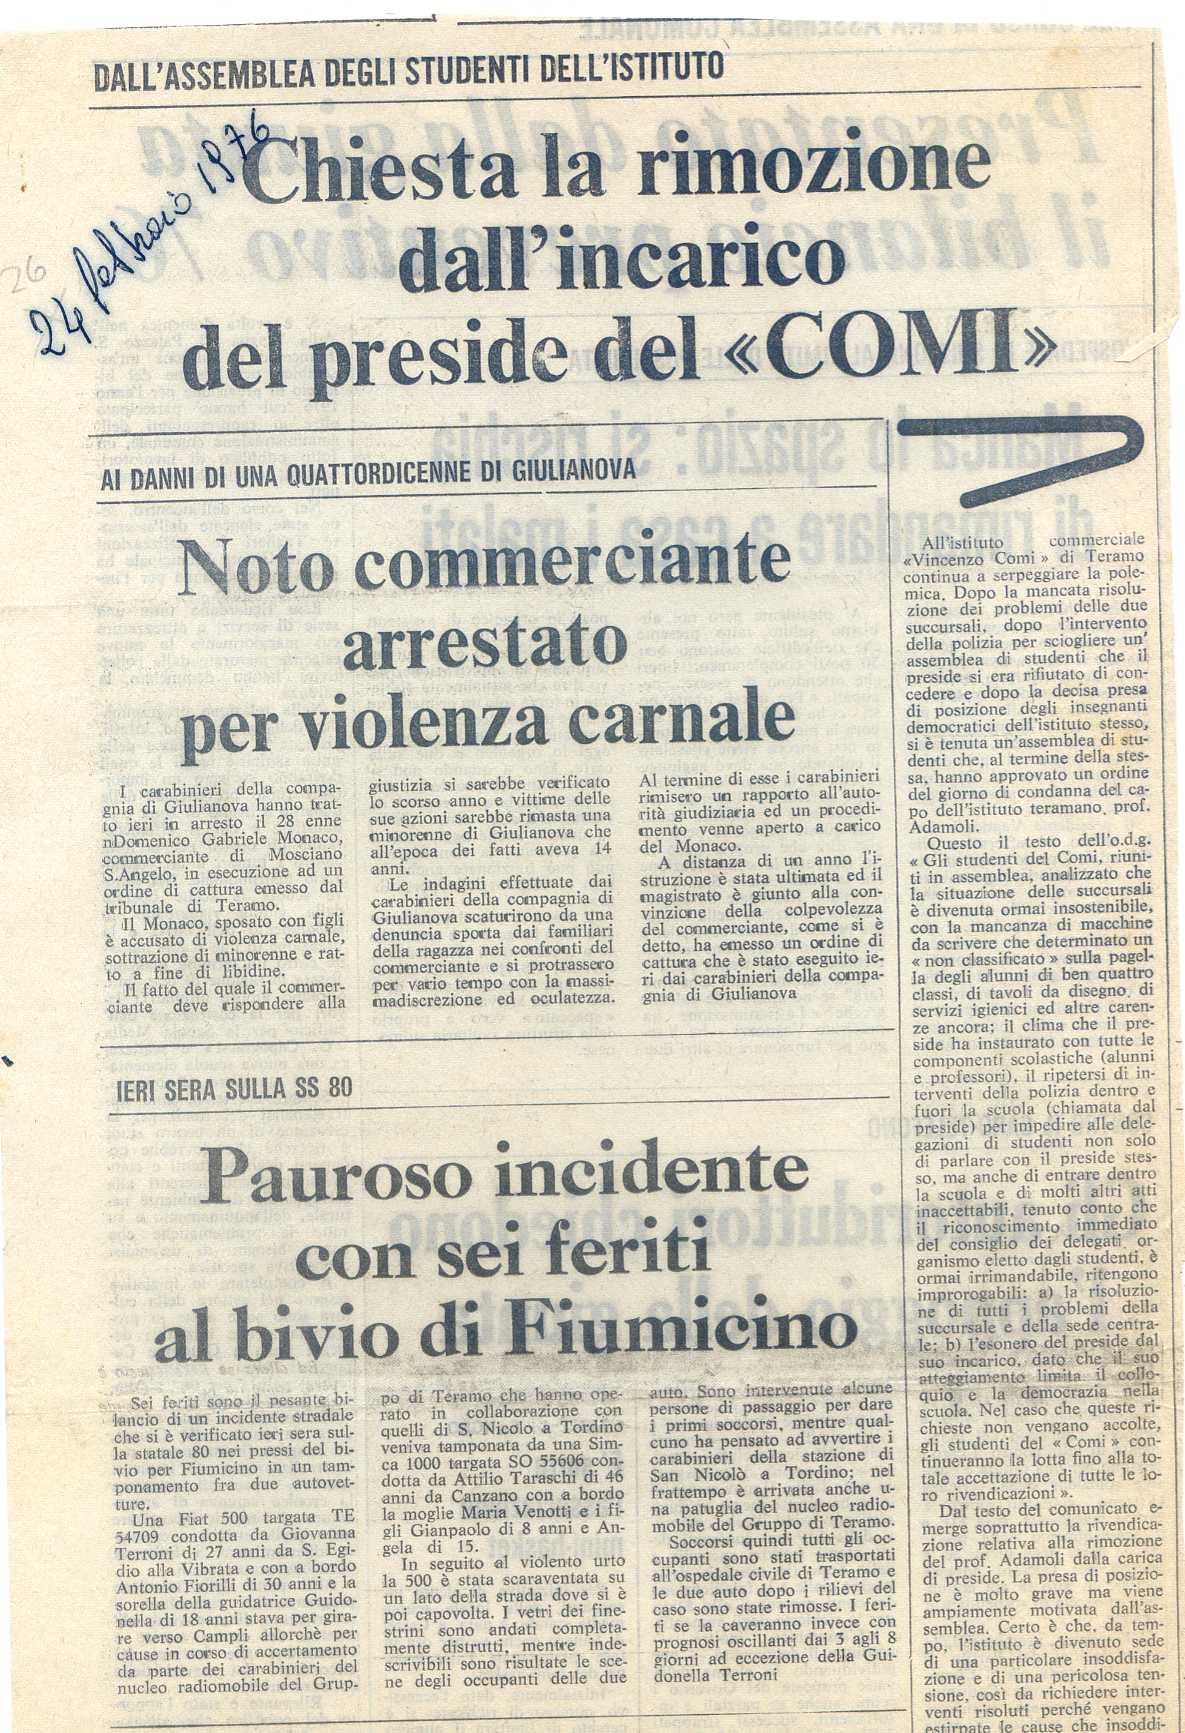 DALL'ASSEMBLEA DEGLI STUDENTI DELL'ISTITUTO
Chiesta la rimozione
dall'incarico
del preside del «COMI»
24 febbraio 1976
26
AI DANNI DI UNA QUATTORDICENNE DI GIULIANOVA
Noto commerciante
arrestato
per violenza carnale
I carabinieri della compa-
gnia di Giulianova hanno trat-
to ieri in arresto il 28 enne
nDomenico Gabriele Monaco,
commerciante di Mosciano
S.Angelo, in esecuzione ad un
ordine di cattura emesso dal
tribunale di Teramo.
Il Monaco, sposato con figli
è accusato di violenza carnale,
sottrazione di minorenne e rat-
to a fine di libidine.
Il fatto del quale il commer-
ciante deve rispondere alla
giustizia si sarebbe verificato
lo scorso anno e vittime delle
sue azioni sarebbe rimasta una
minorenne di Giulianova che
all'epoca dei fatti aveva 14
anni.
Le indagini effettuate dai
carabinieri della compagnia di
Giulianova scaturirono da una
denuncia sporta dai familiari
della ragazza nei confronti del
commerciante e si protrassero
per vario tempo con la massi-
madiscrezione ed oculatezza.
Al termine di esse i carabinieri
rimisero un rapporto all'auto-
rità giudiziaria ed un procedi-
mento venne aperto a carico
del Monaco.
A distanza di un anno l'i-
struzione è stata ultimata ed il
magistrato è giunto alla con-
vinzione della colpevolezza
del commerciante, come si è
detto, ha emesso un ordine di
cattura che è stato eseguito ie-
ri dai carabinieri della compa-
gnia di Giulianova
IERI SERA SULLA SS 80
Pauroso incidente
con sei feriti
al bivio di Fiumicino
Sei feriti sono il pesante bi-
lancio di un incidente stradale
che si è verificato ieri sera sul-
la statale 80 nei pressi del bi-
vio per Fiumicino in un tam-
ponamento fra due autovet-
ture.
Una Fiat 500 targata TE
54709 condotta da Giovanna
Terroni di 27 anni da S. Egi-
dio alla Vibrata e con a bordo
Antonio Fiorilli di 30 anni e la
sorella della guidatrice Guido-
nella di 18 anni stava per gira-
re verso Campli allorchè per
cause in corso di accertamento
da parte dei carabinieri del
nucleo radiomobile del Grup-
po di Teramo che hanno ope-
rato in collaborazione con
quelli di S. Nicolo a Tordino
veniva tamponata da una Sim-
ca 1000 targata SO 55606 con-
dotta da Attilio Taraschi di 46
anni da Canzano con a bordo
la moglie Maria Venotti e i fi-
gli Gianpaolo di 8 anni e An-
gela di 15.
In seguito al violento urto
la 500 è stata scaraventata su
un lato della strada dove si è
poi capovolta. I vetri dei fine-
strini sono andati completa-
mente distrutti, mentre inde-
scrivibili sono risultate le sce-
ne degli occupanti delle due
auto. Sono intervenute alcune
persone di passaggio per dare
i primi soccorsi, mentre qual-
cuno ha pensato ad avvertire i
carabinieri della stazione di
San Nicolò a Tordino; nel
frattempo è arrivata anche u-
na patuglia del nucleo radio-
mobile del Gruppo di Teramo.
Soccorsi quindi tutti gli oc-
cupanti sono stati trasportati
all'ospedale civile di Teramo e
le due auto dopo i rilievi del
caso sono state rimosse. I feri-
ti se la caveranno invece con
prognosi oscillanti dai 3 agli 8
giorni ad eccezione della Gui-
donella Terroni
All'istituto commerciale
«Vincenzo Comi» di Teramo
continua a serpeggiare la pole-
mica. Dopo la mancata risolu-
zione dei problemi delle due
succursali, dopo l'intervento
della polizia per sciogliere un'
assemblea di studenti che il
preside si era rifiutato di con-
cedere e dopo la decisa presa
di posizione degli insegnanti
democratici dell'istituto stesso,
si è tenuta un'assemblea di stu-
denti che, al termine della stes-
sa, hanno approvato un ordine
del giorno di condanna del ca-
po dell'istituto teramano, prof.
Adamoli.
Questo il testo dell'o.d.g.
« Gli studenti del Comi, riuni-
ti in assemblea, analizzato che
la situazione delle succursali
è divenuta ormai insostenibile,
con la mancanza di macchine
da scrivere che determinato un
« non classificato » sulla pagel-
la degli alunni di ben quattro
classi, di tavoli da disegno, di
servizi igienici ed altre caren-
ze ancora; il clima che il pre-
side ha instaurato con tutte le
componenti scolastiche (alunni
e professori), il ripetersi di in-
terventi della polizia dentro e
fuori la scuola (chiamata dal
preside) per impedire alle dele-
gazioni di studenti non solo
di parlare con il preside stes-
so, ma anche di entrare dentro
la scuola e di molti altri atti
inaccettabili, tenuto conto che
il riconoscimento immediato
del consiglio dei delegati, or-
ganismo eletto dagli studenti, è
ormai irrimandabile, ritengono
improrogabili: a) la risoluzio-
ne di tutti i problemi della
succursale e della sede centra-
le; b) l'esonero del preside dal
suo incarico, dato che il suo
atteggiamento limita il collo-
quio e la democrazia nella
scuola. Nel caso che queste ri-
chieste non vengano accolte,
gli studenti del « Comi » con-
tinueranno la lotta fino alla to-
tale accettazione di tutte le lo-
ro rivendicazioni ».
Dal testo del comunicato e-
merge soprattutto la rivendica-
zione relativa alla rimozione
del prof. Adamoli dalla carica
di preside. La presa di posizio-
ne è molto grave ma viene
ampiamente motivata dall'as-
semblea. Certo è che, da tem-
po, l'istituto è divenuto sede
di una particolare insoddisfa-
zione e di una pericolosa ten-
sione, così da richiedere inter-
venti risoluti perché vengano
estirpate le cause che insoddi-